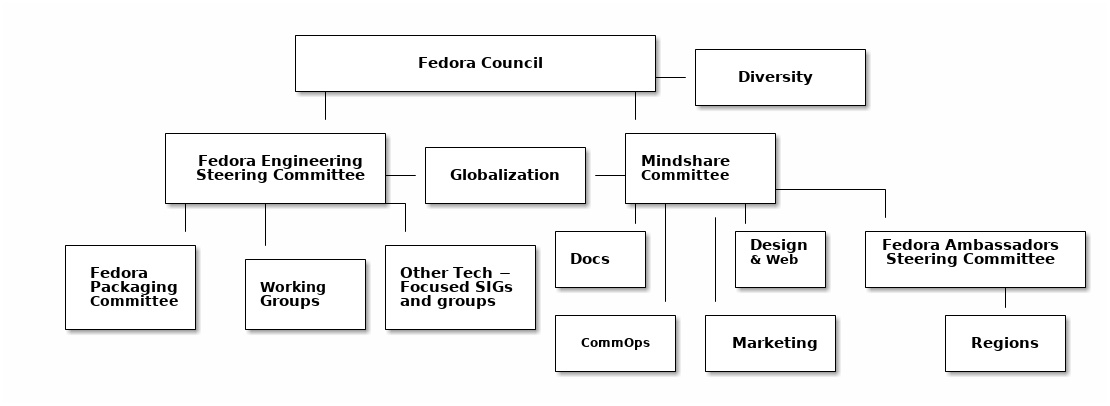 Fedora Council
Diversity
Fedora Engineering
Steering Committee
Globalization
Mindshare
Committee
Fedora
Packaging
Committee
Working
Groups
Other Tech –
Focused SIGs
and groups
Docs
Design
& Web
Fedora Ambassadors
Steering Committee
CommOps
Marketing
Regions